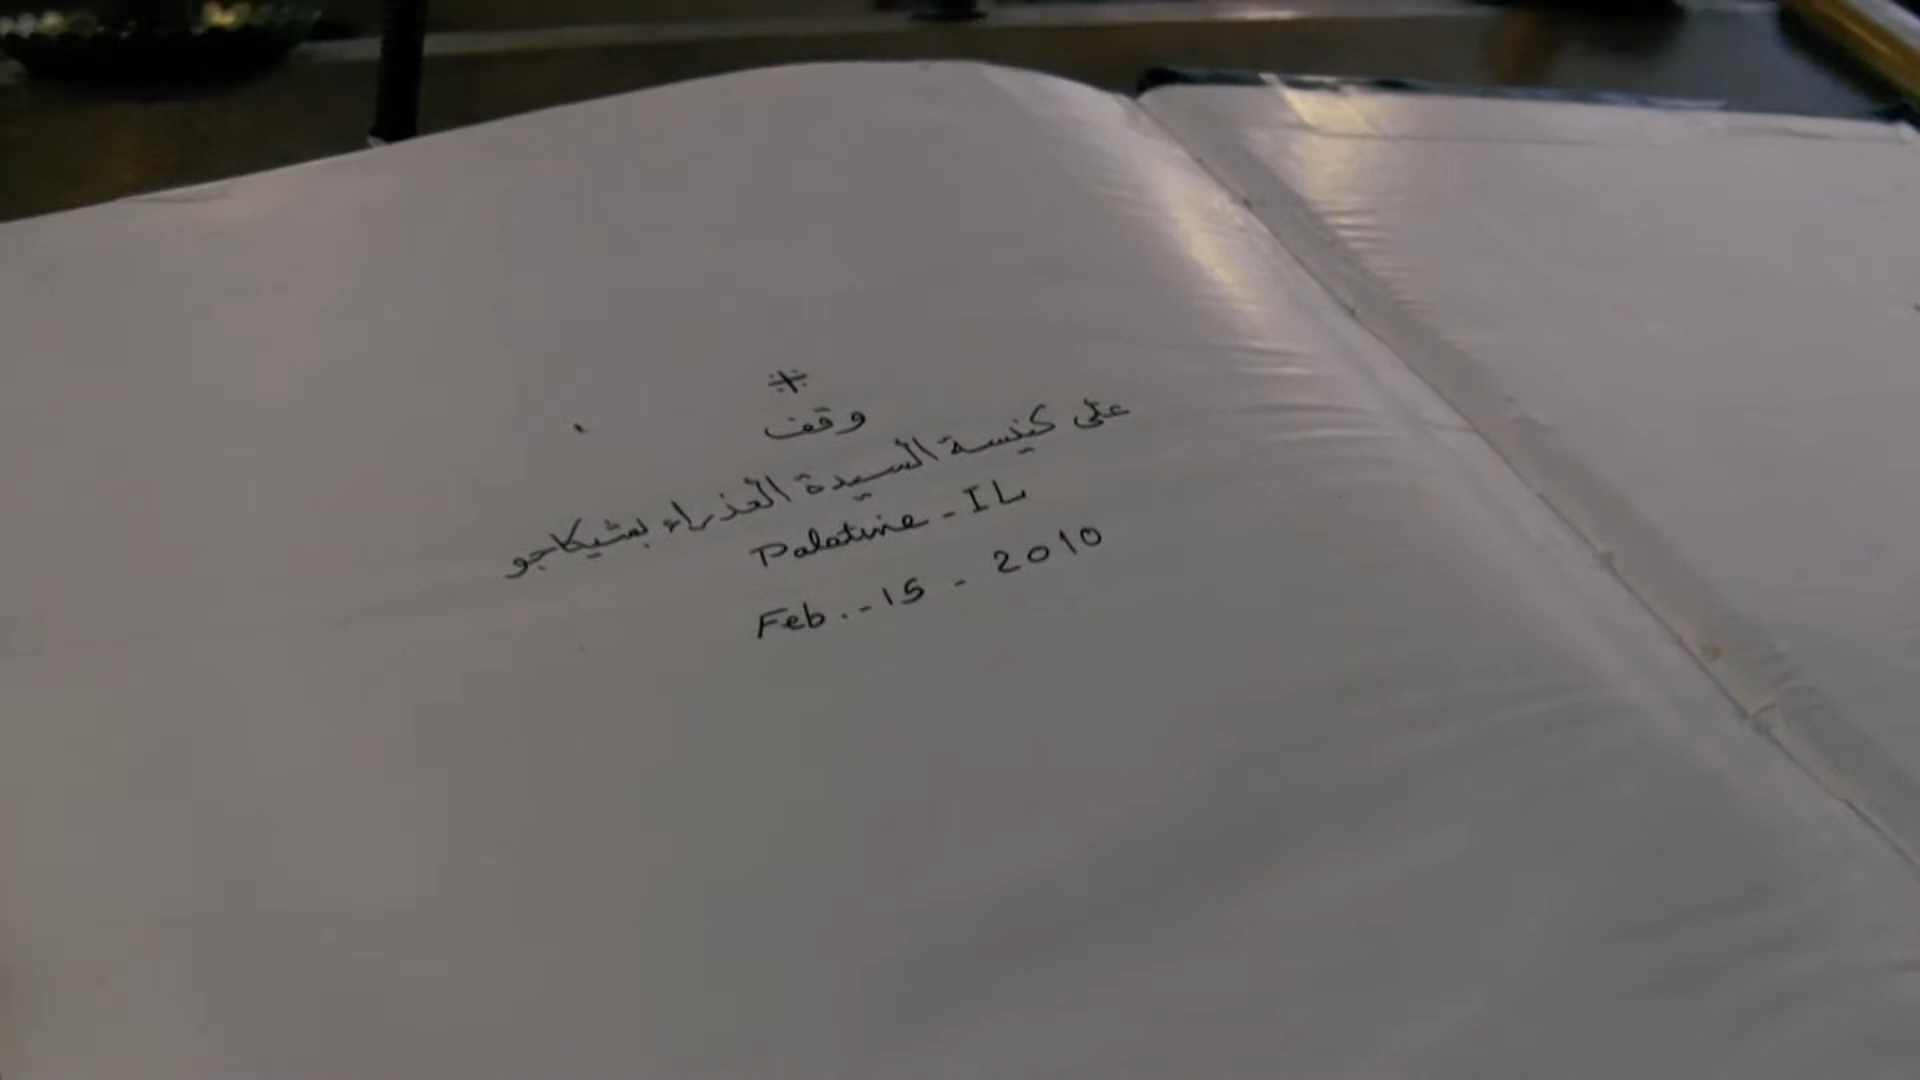 وقف
على كنيسة السيدة العذراء بشيكاجو
Palatine - IL
Feb. - 15 - 2010